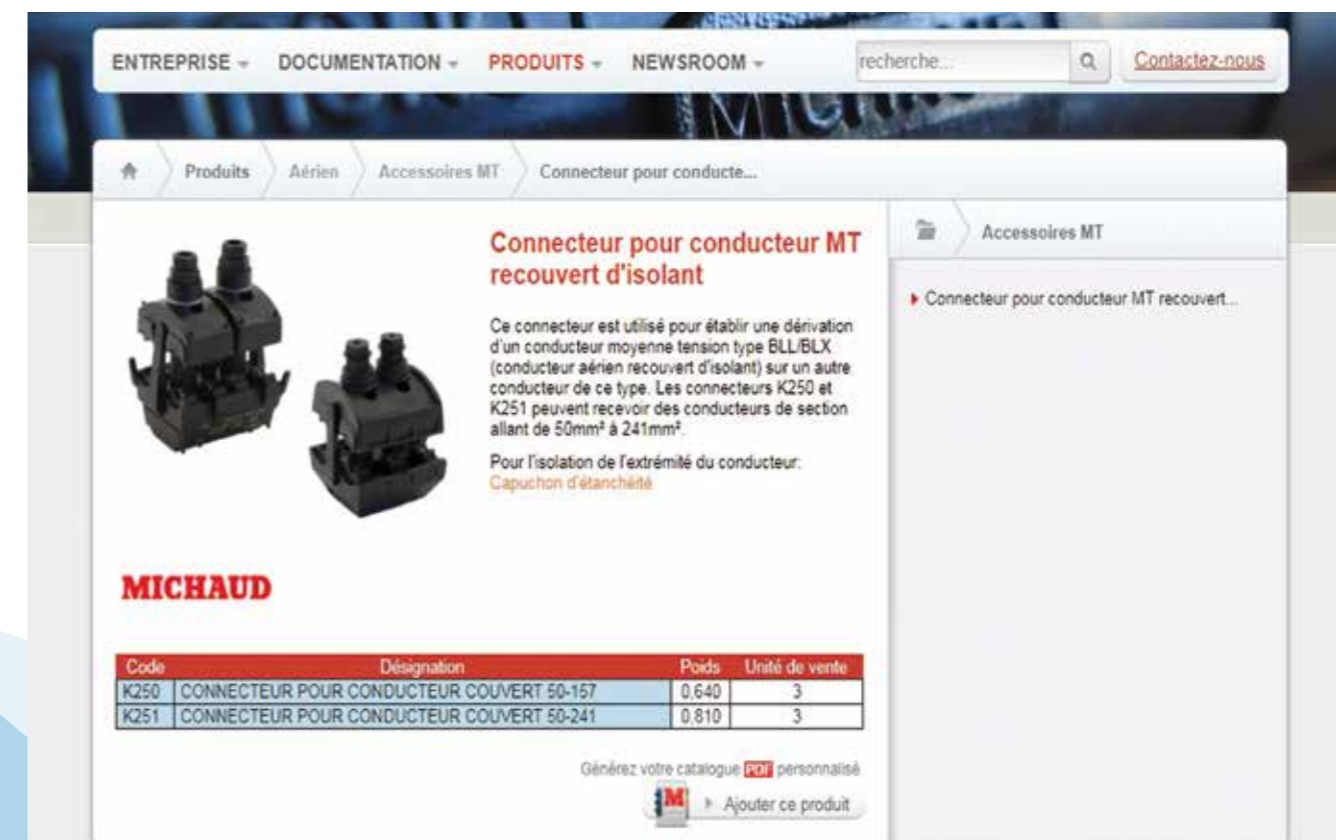 ENTREPRISE DOCUMENTATION PRODUITS NEWSROOM recherche... Contactez-nous
Produits Aérien Accessoires MT Connecteur pour conducte...
Accessoires MT
Connecteur pour conducteur MT recouvert...
Connecteur pour conducteur MT
recouvert d'isolant
Ce connecteur est utilisé pour établir une dérivation
d'un conducteur moyenne tension type BLL/BLX
(conducteur aérien recouvert d'isolant) sur un autre
conducteur de ce type. Les connecteurs K250 et
K251 peuvent recevoir des conducteurs de section
allant de 50mm² à 241mm².
Pour l'isolation de l'extrémité du conducteur:
Capuchon d'étanchéité
MICHAUD
Code Désignation Poids Unité de vente
K250 CONNECTEUR POUR CONDUCTEUR COUVERT 50-157 0,640 3
K251 CONNECTEUR POUR CONDUCTEUR COUVERT 50-241 0,810 3
Générez votre catalogue PDF personnalisé
M Ajouter ce produit